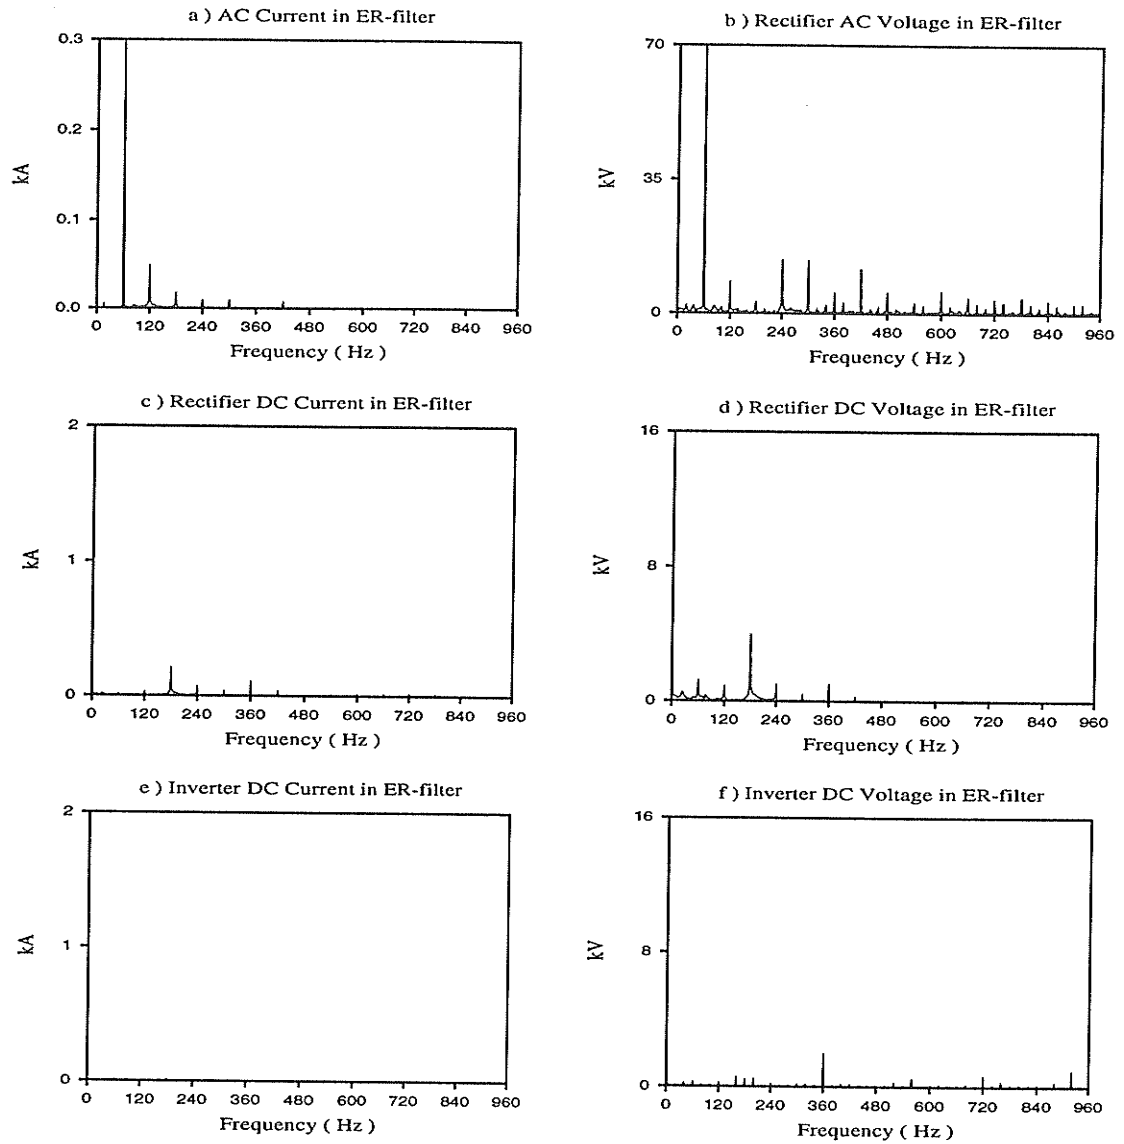 a ) AC Current in ER-filter
0.3
0.2
0.1
0.0
kA
0 120 240 360 480 600 720 840 960
Frequency ( Hz )
b ) Rectifier AC Voltage in ER-filter
70
35
0
kV
0 120 240 360 480 600 720 840 960
Frequency ( Hz )
c ) Rectifier DC Current in ER-filter
2
1
0
kA
0 120 240 360 480 600 720 840 960
Frequency ( Hz )
d ) Rectifier DC Voltage in ER-filter
16
8
0
kV
0 120 240 360 480 600 720 840 960
Frequency ( Hz )
e ) Inverter DC Current in ER-filter
2
1
0
kA
0 120 240 360 480 600 720 840 960
Frequency ( Hz )
f ) Inverter DC Voltage in ER-filter
16
8
0
kV
0 120 240 360 480 600 720 840 960
Frequency ( Hz )